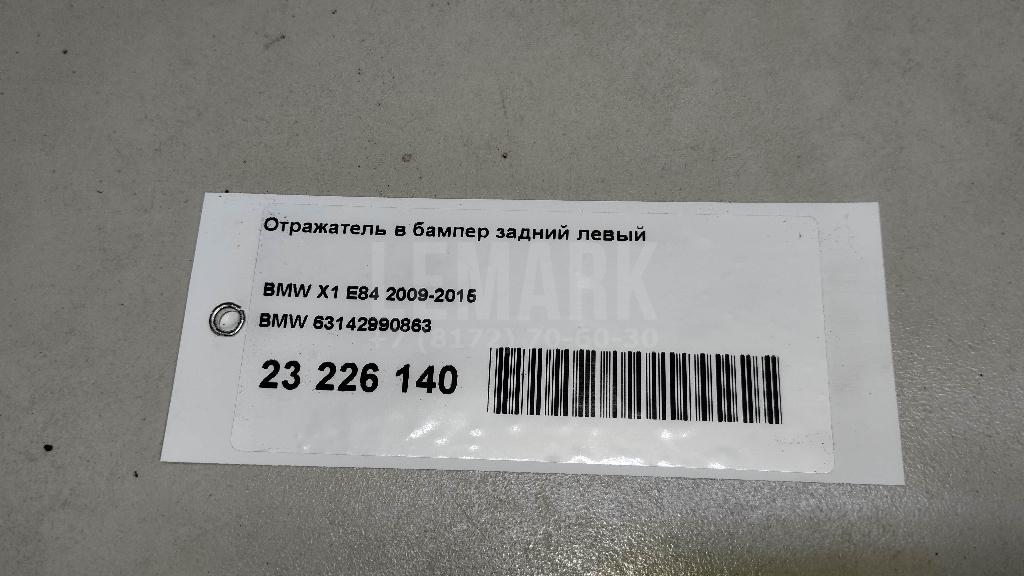 Отражатель в бампер задний левый
LEMARK
BMW X1 E84 2009-2015
BMW 63142990863
+7 (8172) 70-60-30
23 226 140